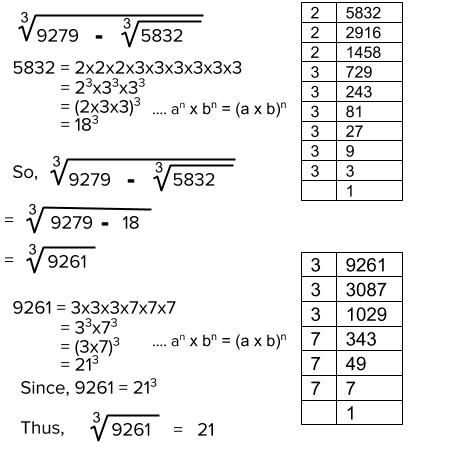 ∛(9279 - ∛5832)
5832 = 2x2x2x3x3x3x3x3x3
= 2³x3³x3³
= (2x3x3)³ .... aⁿ x bⁿ = (a x b)ⁿ
= 18³
2 | 5832
2 | 2916
2 | 1458
3 | 729
3 | 243
3 | 81
3 | 27
3 | 9
3 | 3
| 1
So, ∛(9279 - ∛5832)
= ∛(9279 - 18)
= ∛9261
9261 = 3x3x3x7x7x7
= 3³x7³
= (3x7)³ .... aⁿ x bⁿ = (a x b)ⁿ
= 21³
Since, 9261 = 21³
Thus, ∛9261 = 21
3 | 9261
3 | 3087
3 | 1029
7 | 343
7 | 49
7 | 7
| 1